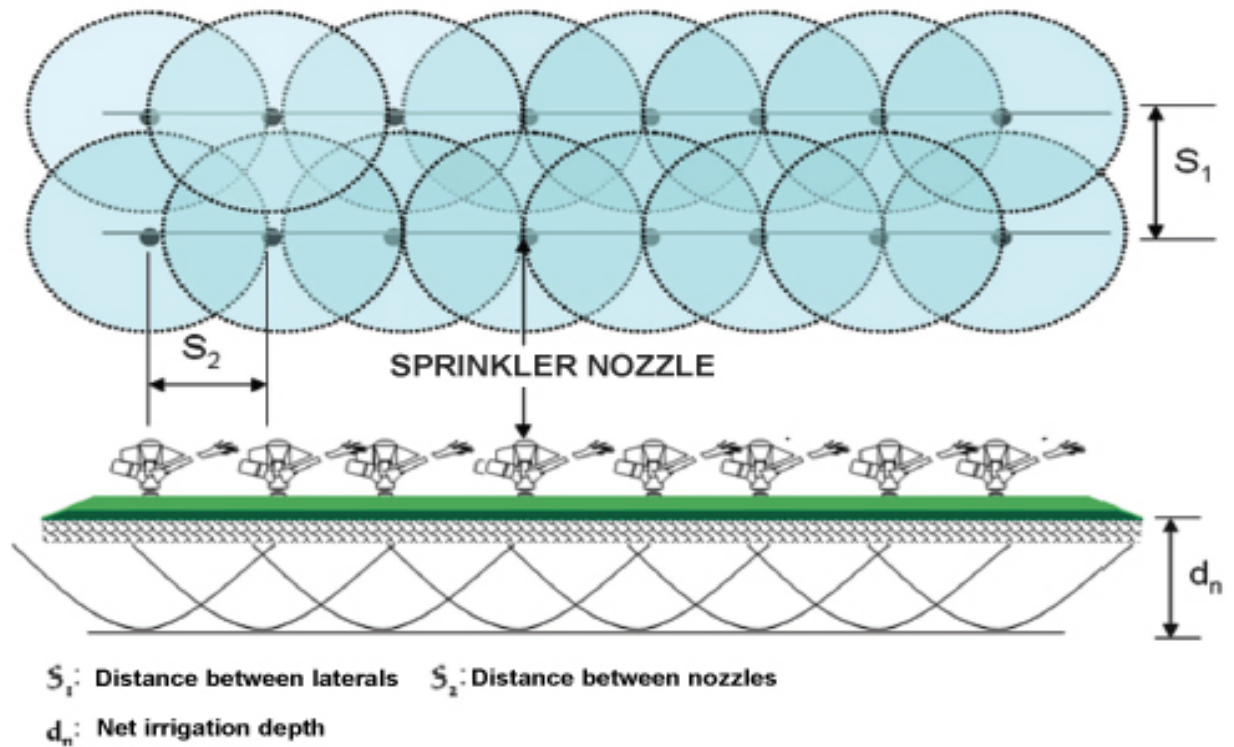 S₁
S₂
SPRINKLER NOZZLE
dₙ
S₁: Distance between laterals S₂: Distance between nozzles
dₙ: Net irrigation depth